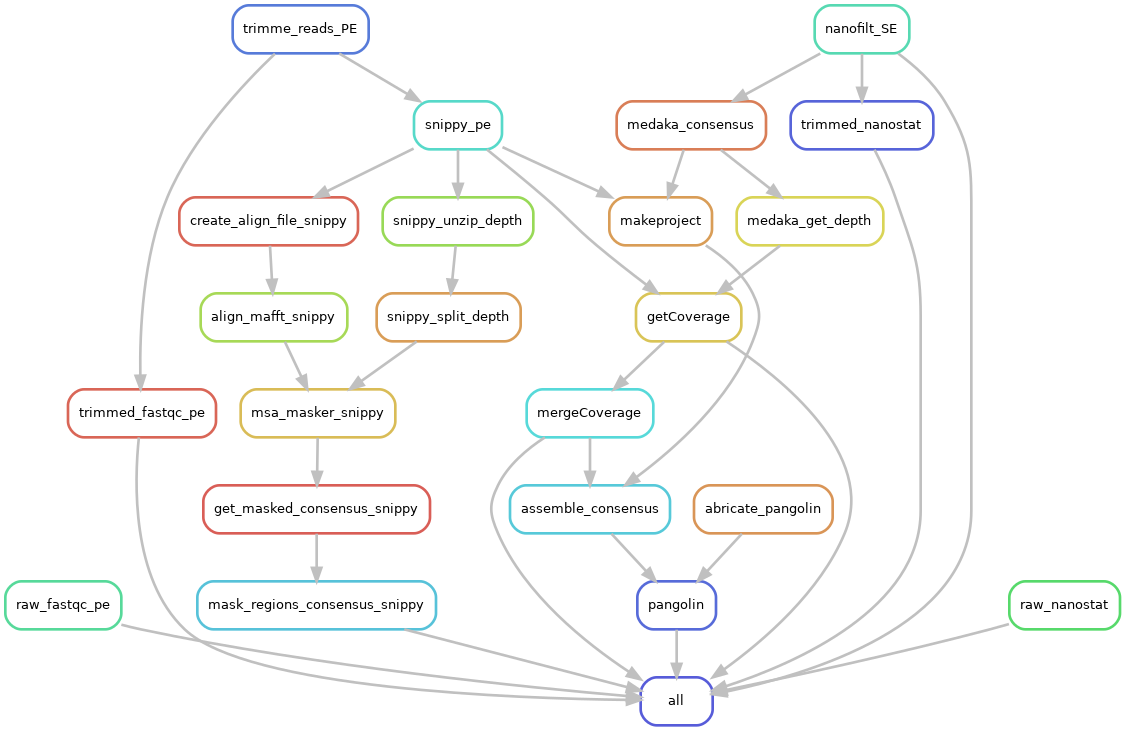 trimme_reads_PE
nanofilt_SE
snippy_pe
medaka_consensus
trimmed_nanostat
create_align_file_snippy
snippy_unzip_depth
makeproject
medaka_get_depth
align_mafft_snippy
snippy_split_depth
getCoverage
trimmed_fastqc_pe
msa_masker_snippy
mergeCoverage
get_masked_consensus_snippy
assemble_consensus
abricate_pangolin
raw_fastqc_pe
mask_regions_consensus_snippy
pangolin
raw_nanostat
all